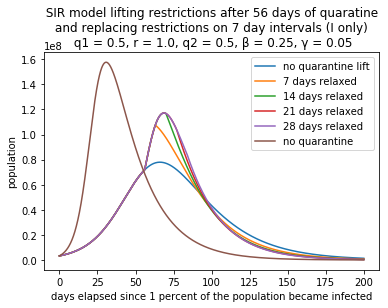 SIR model lifting restrictions after 56 days of quaratine
and replacing restrictions on 7 day intervals (I only)
q1 = 0.5, r = 1.0, q2 = 0.5, β = 0.25, γ = 0.05
1e8
1.6
1.4
1.2
1.0
0.8
0.6
0.4
0.2
0.0
population
no quarantine lift
7 days relaxed
14 days relaxed
21 days relaxed
28 days relaxed
no quarantine
0 25 50 75 100 125 150 175 200
days elapsed since 1 percent of the population became infected